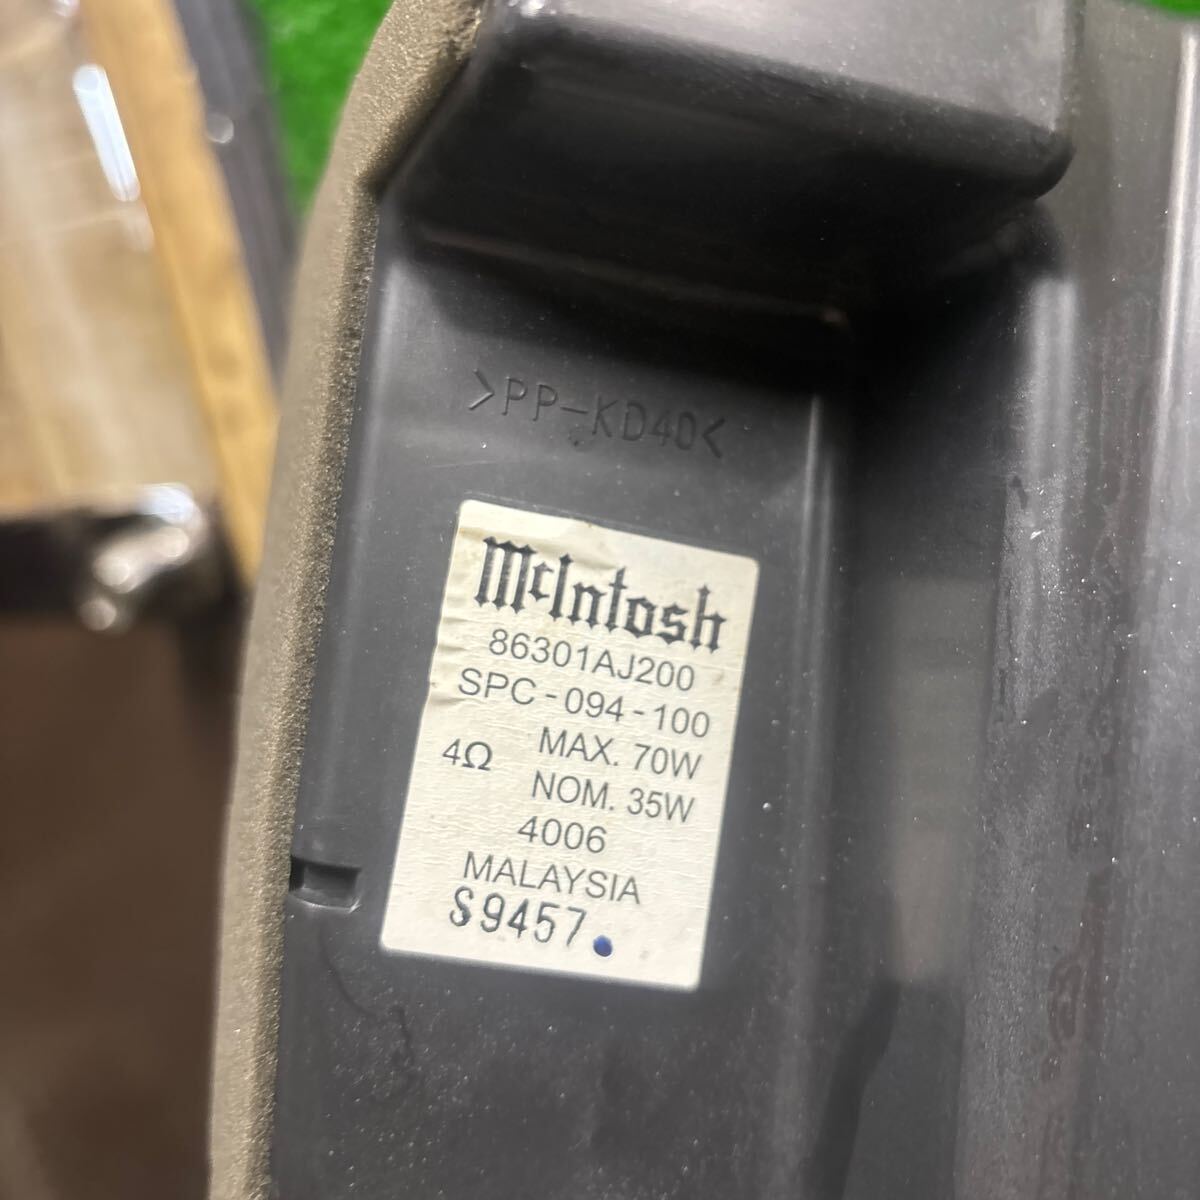 >PP-KD40<
McIntosh
86301AJ200
SPC-094-100
MAX. 70W
4Ω
NOM. 35W
4006
MALAYSIA
S9457.